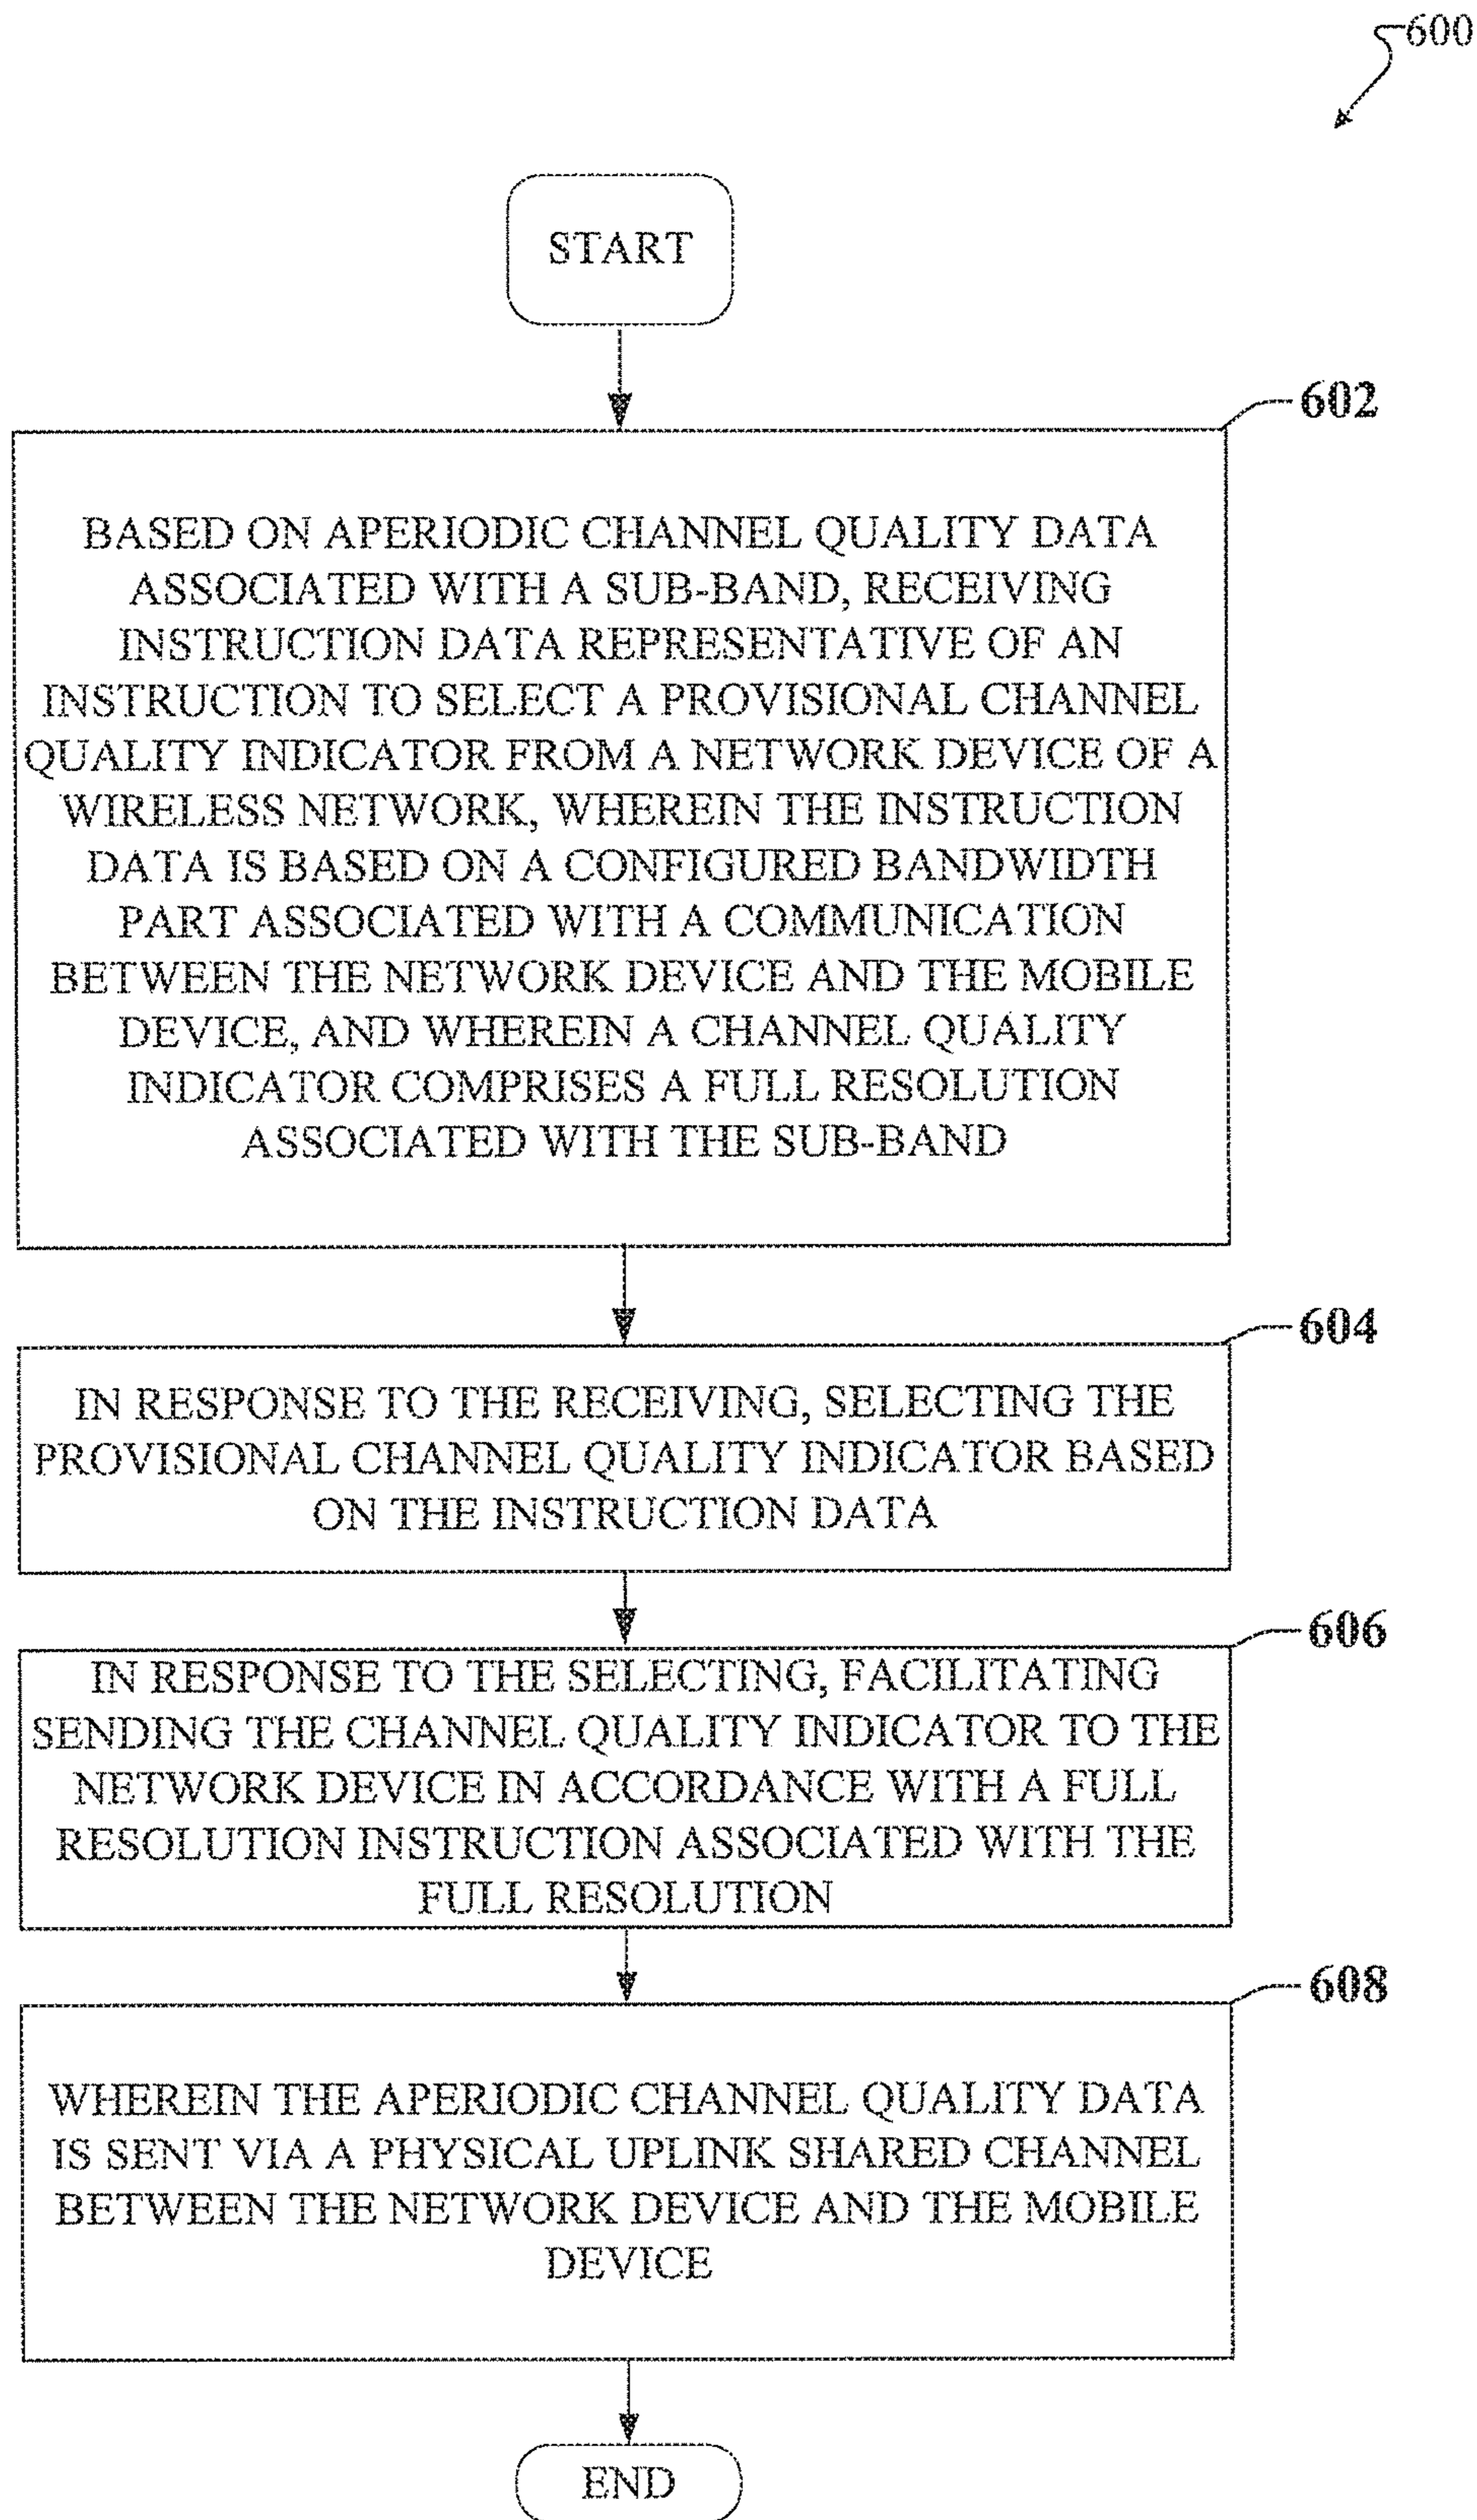 600
START
602
BASED ON APERIODIC CHANNEL QUALITY DATA
ASSOCIATED WITH A SUB-BAND, RECEIVING
INSTRUCTION DATA REPRESENTATIVE OF AN
INSTRUCTION TO SELECT A PROVISIONAL CHANNEL
QUALITY INDICATOR FROM A NETWORK DEVICE OF A
WIRELESS NETWORK, WHEREIN THE INSTRUCTION
DATA IS BASED ON A CONFIGURED BANDWIDTH
PART ASSOCIATED WITH A COMMUNICATION
BETWEEN THE NETWORK DEVICE AND THE MOBILE
DEVICE, AND WHEREIN A CHANNEL QUALITY
INDICATOR COMPRISES A FULL RESOLUTION
ASSOCIATED WITH THE SUB-BAND
604
IN RESPONSE TO THE RECEIVING, SELECTING THE
PROVISIONAL CHANNEL QUALITY INDICATOR BASED
ON THE INSTRUCTION DATA
606
IN RESPONSE TO THE SELECTING, FACILITATING
SENDING THE CHANNEL QUALITY INDICATOR TO THE
NETWORK DEVICE IN ACCORDANCE WITH A FULL
RESOLUTION INSTRUCTION ASSOCIATED WITH THE
FULL RESOLUTION
608
WHEREIN THE APERIODIC CHANNEL QUALITY DATA
IS SENT VIA A PHYSICAL UPLINK SHARED CHANNEL
BETWEEN THE NETWORK DEVICE AND THE MOBILE
DEVICE
END